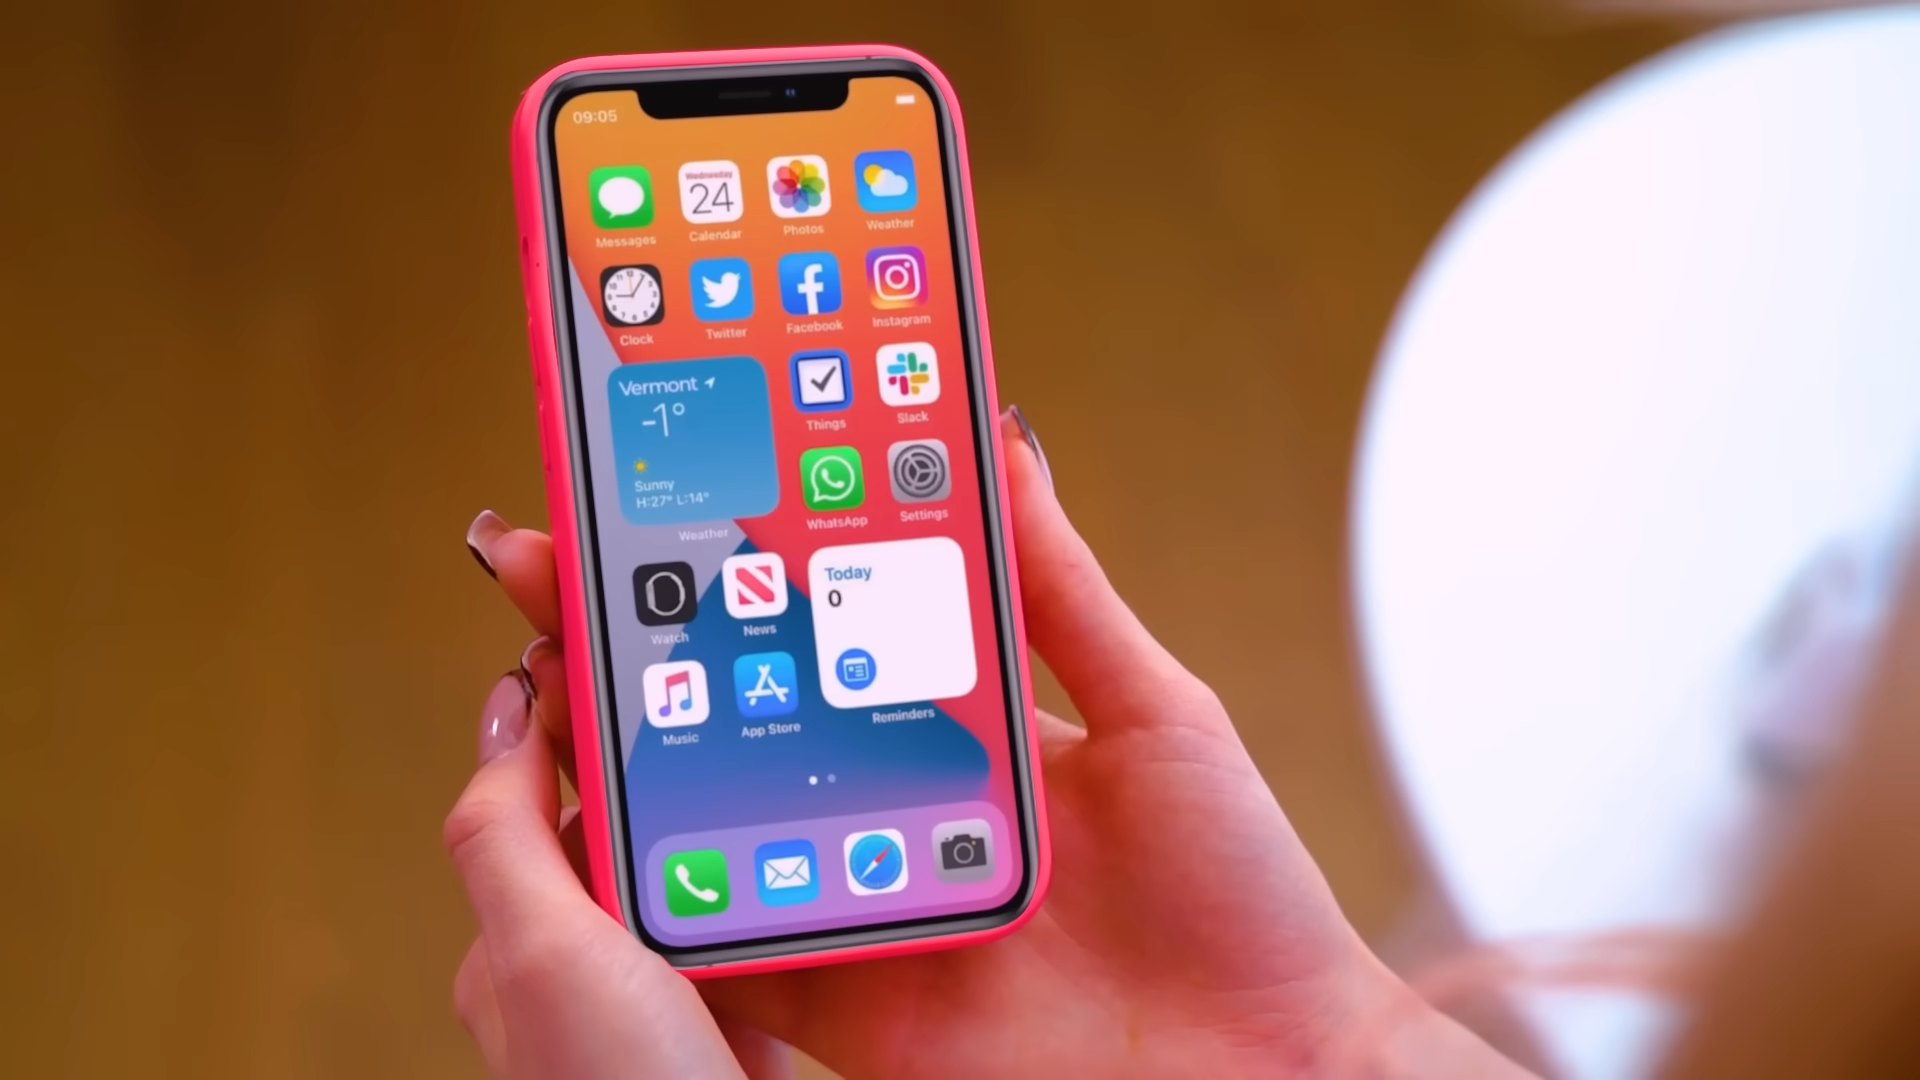 09:05
Wednesday
24
Messages
Calendar
Photos
Weather
Clock
Twitter
Facebook
Instagram
Vermont
-1°
Sunny
H:27° L:14°
Weather
Things
Slack
WhatsApp
Settings
Watch
News
Today
0
Music
App Store
Reminders